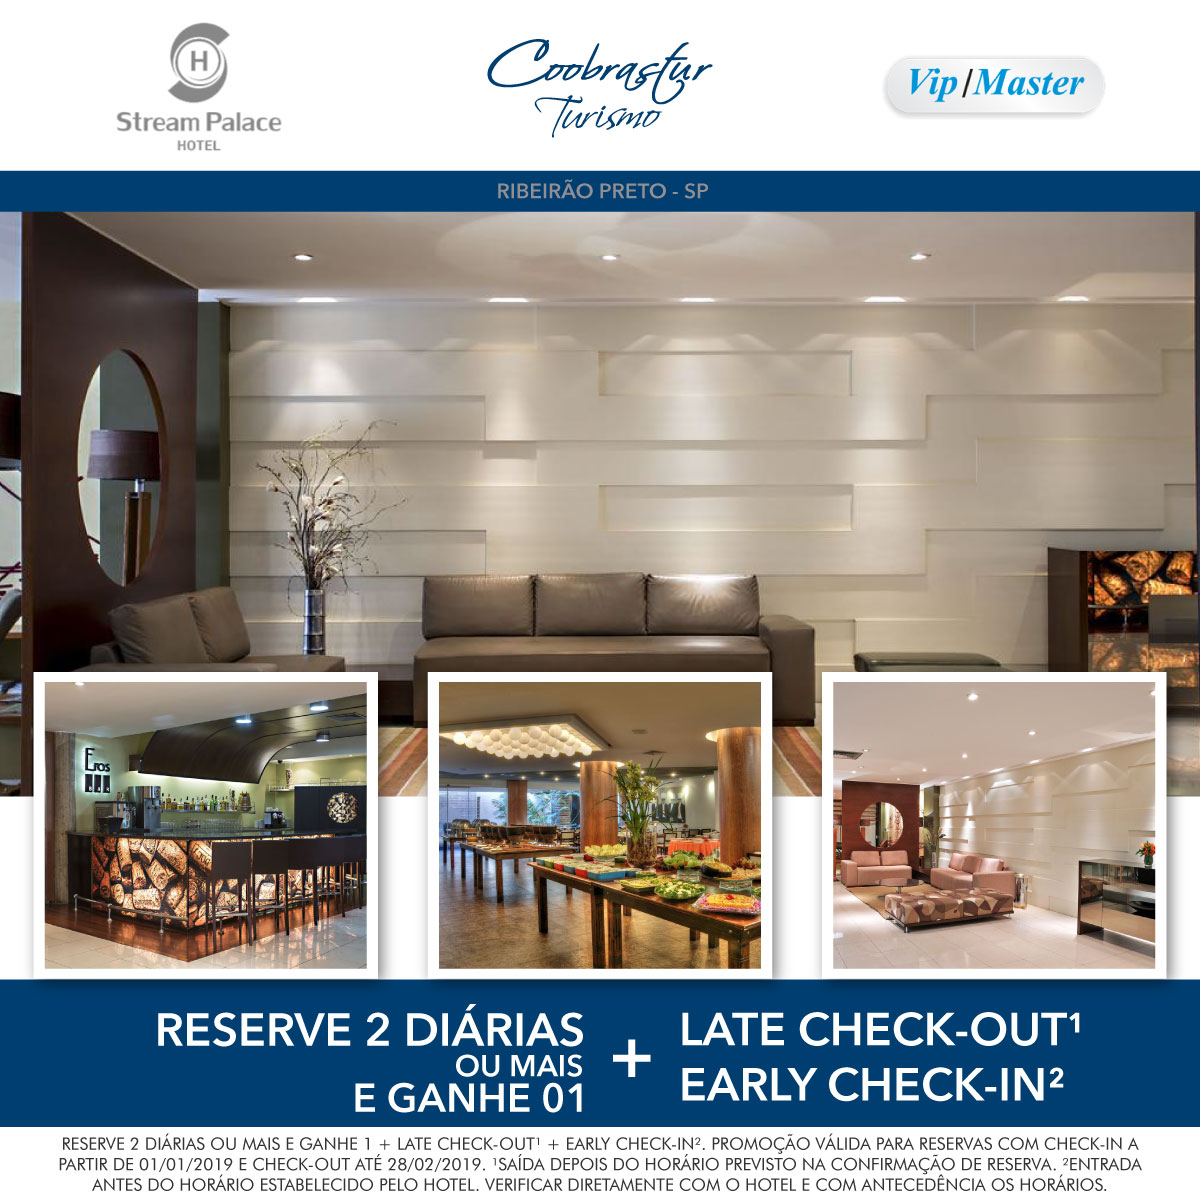 H
Stream Palace
HOTEL
Coobrastur
Turismo
Vip/Master
RIBEIRÃO PRETO - SP
Eros
RESERVE 2 DIÁRIAS
OU MAIS
E GANHE 01
+
LATE CHECK-OUT¹
EARLY CHECK-IN²
RESERVE 2 DIÁRIAS OU MAIS E GANHE 1 + LATE CHECK-OUT¹ + EARLY CHECK-IN². PROMOÇÃO VÁLIDA PARA RESERVAS COM CHECK-IN A
PARTIR DE 01/01/2019 E CHECK-OUT ATÉ 28/02/2019. ¹SAÍDA DEPOIS DO HORÁRIO PREVISTO NA CONFIRMAÇÃO DE RESERVA. ²ENTRADA
ANTES DO HORÁRIO ESTABELECIDO PELO HOTEL. VERIFICAR DIRETAMENTE COM O HOTEL E COM ANTECEDÊNCIA OS HORÁRIOS.